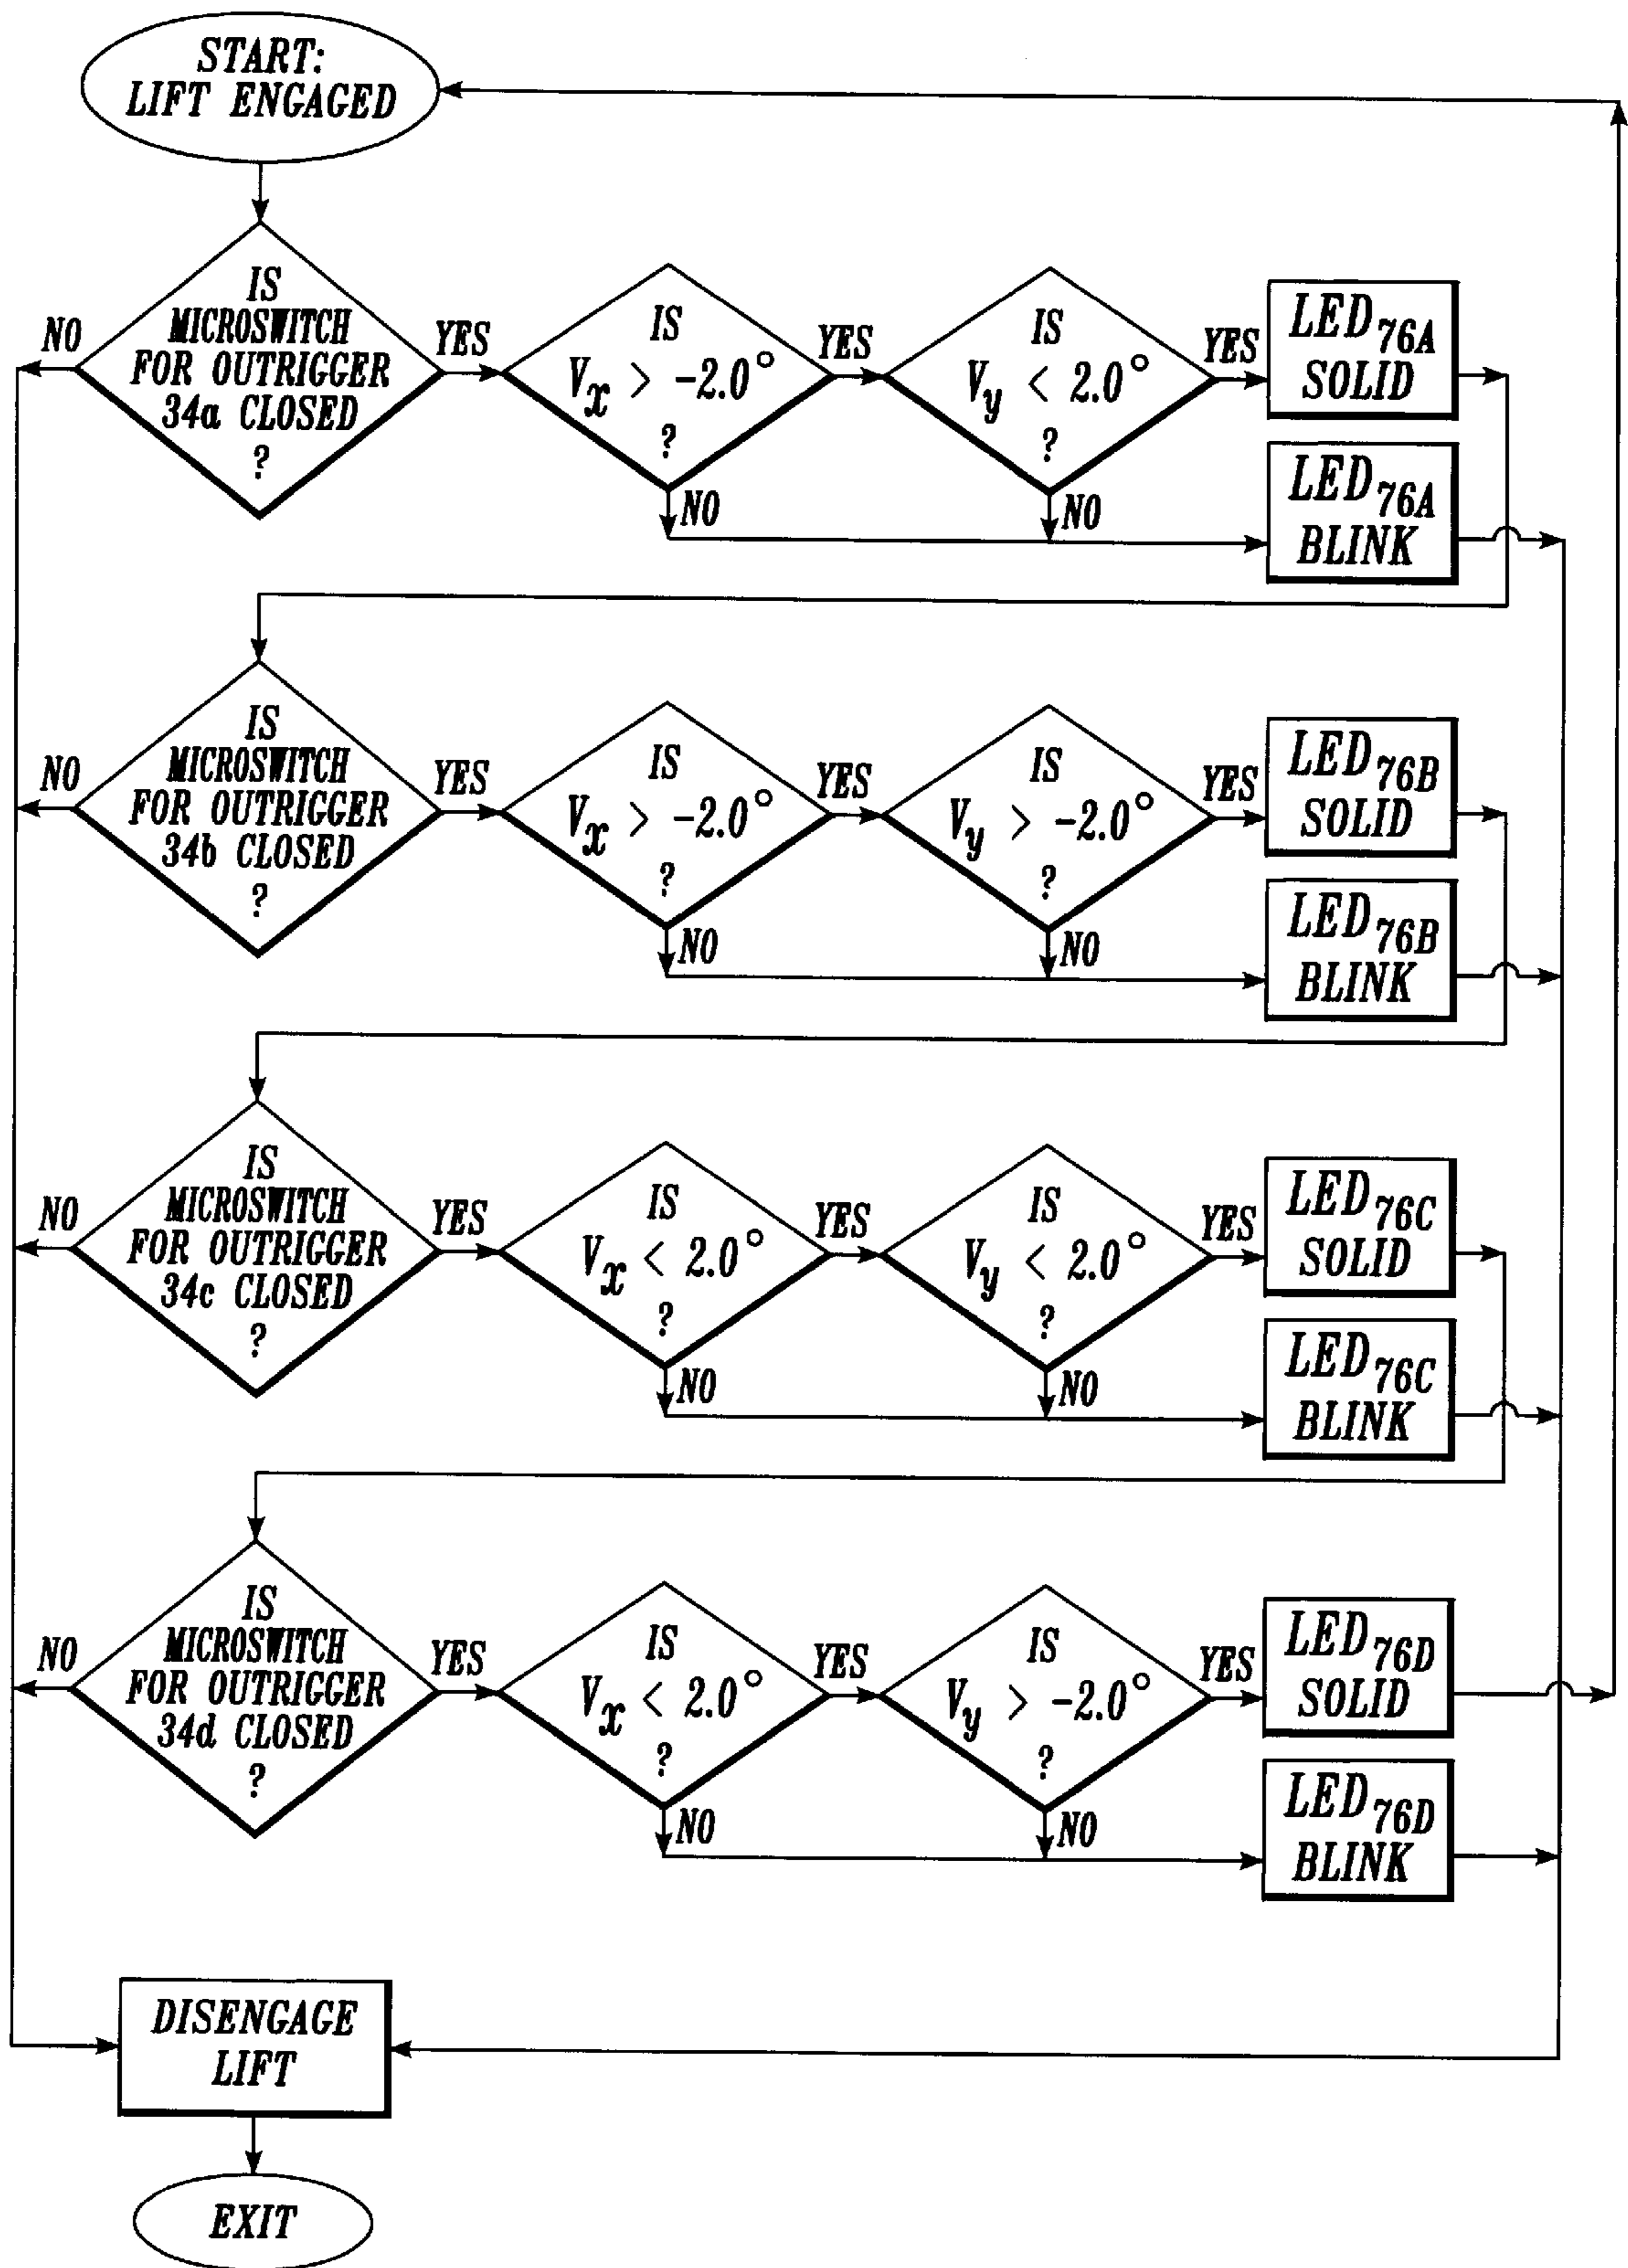 START:
LIFT ENGAGED
IS
MICROSWITCH
FOR OUTRIGGER
34a CLOSED
?
NO
YES
IS
Vx > -2.0°
?
YES
NO
IS
Vy < 2.0°
?
YES
NO
LED76A
SOLID
LED76A
BLINK
IS
MICROSWITCH
FOR OUTRIGGER
34b CLOSED
?
NO
YES
IS
Vx > -2.0°
?
YES
NO
IS
Vy > -2.0°
?
YES
NO
LED76B
SOLID
LED76B
BLINK
IS
MICROSWITCH
FOR OUTRIGGER
34c CLOSED
?
NO
YES
IS
Vx < 2.0°
?
YES
NO
IS
Vy < 2.0°
?
YES
NO
LED76C
SOLID
LED76C
BLINK
IS
MICROSWITCH
FOR OUTRIGGER
34d CLOSED
?
NO
YES
IS
Vx < 2.0°
?
YES
NO
IS
Vy > -2.0°
?
YES
NO
LED76D
SOLID
LED76D
BLINK
DISENGAGE
LIFT
EXIT